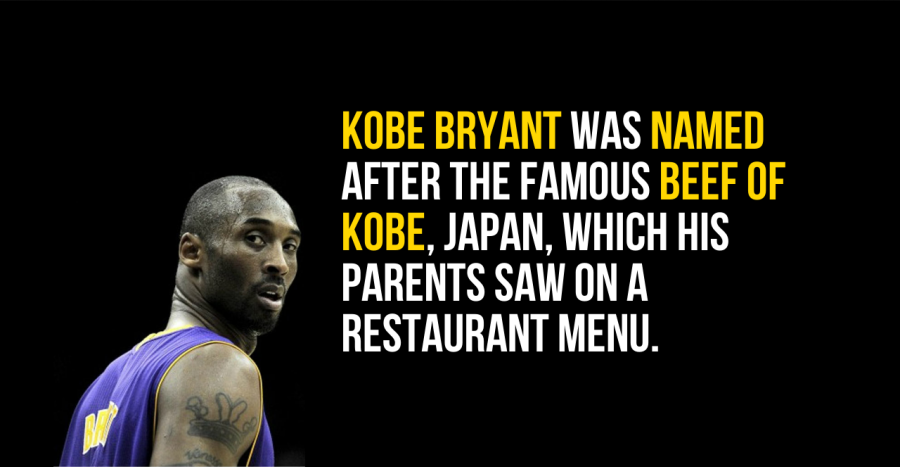 KOBE BRYANT WAS NAMED
AFTER THE FAMOUS BEEF OF
KOBE, JAPAN, WHICH HIS
PARENTS SAW ON A
RESTAURANT MENU.